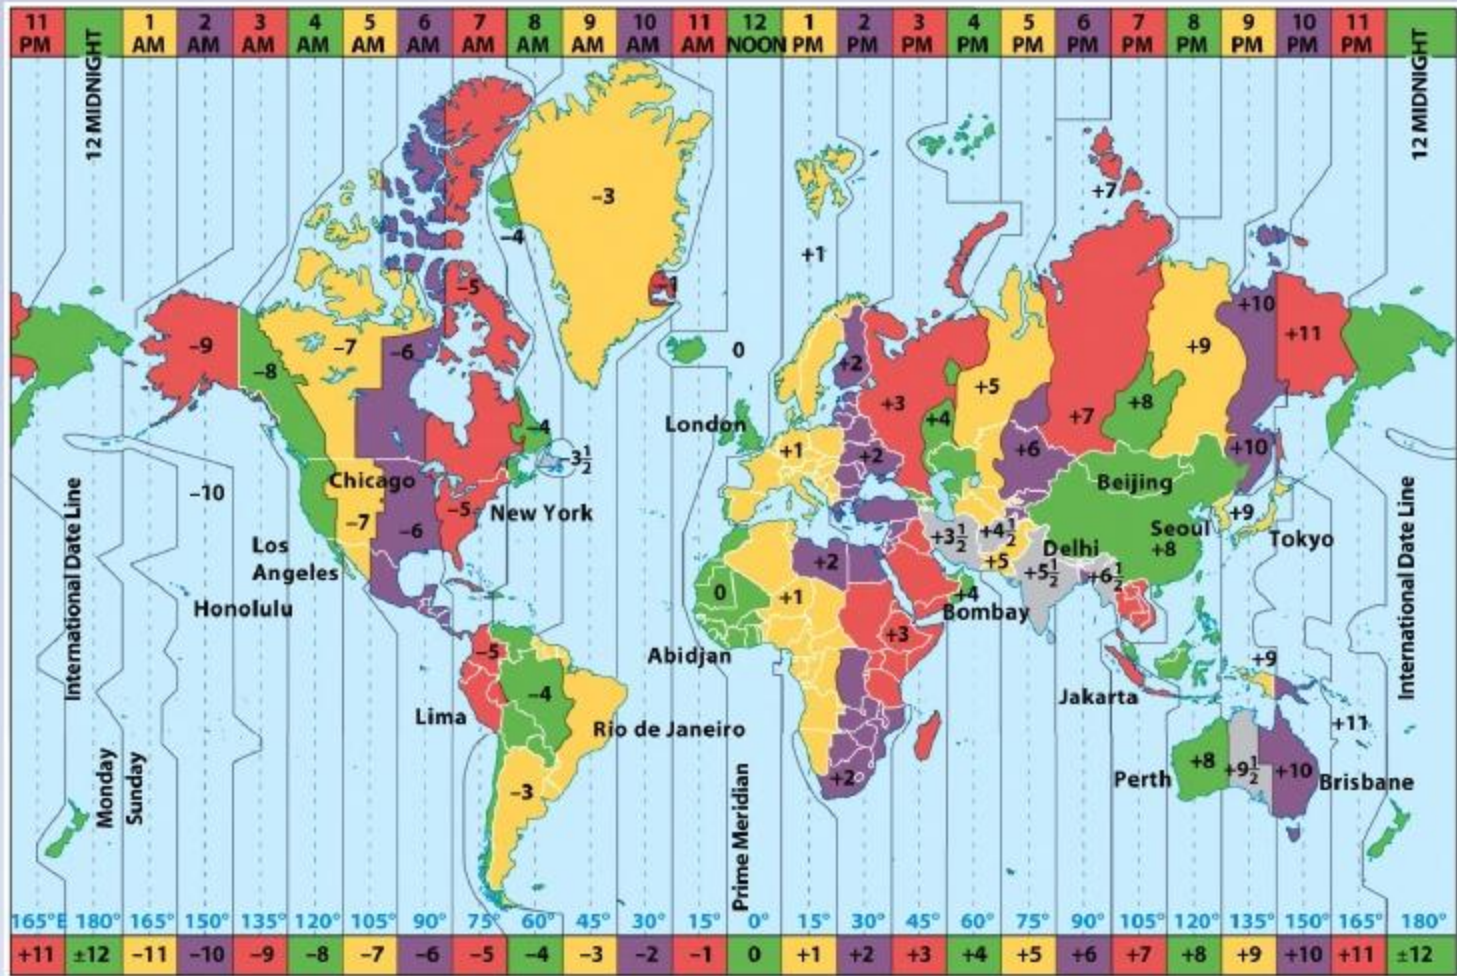 11 PM
12 MIDNIGHT
1 AM
2 AM
3 AM
4 AM
5 AM
6 AM
7 AM
8 AM
9 AM
10 AM
11 AM
12 NOON
1 PM
2 PM
3 PM
4 PM
5 PM
6 PM
7 PM
8 PM
9 PM
10 PM
11 PM
12 MIDNIGHT
–3
+7
–4
+1
–5
–1
+10
+11
–9
–7
–6
0
+2
+9
–8
+5
+3
+7
+8
–4
London
+4
+1
+2
+6
+10
–3½
Chicago
Beijing
–10
–7
–6
–5
New York
+3½
+4½
Seoul
+9
Tokyo
Los
Angeles
+2
+5
Delhi
+8
+5½
+6½
Honolulu
0
+1
+4
Bombay
+3
–5
Abidjan
+9
–4
Jakarta
Lima
Rio de Janeiro
+11
+8
+9½
+10
Perth
Brisbane
–3
+2
International Date Line
Monday
Sunday
Prime Meridian
International Date Line
165°E 180° 165° 150° 135° 120° 105° 90° 75° 60° 45° 30° 15° 0° 15° 30° 45° 60° 75° 90° 105° 120° 135° 150° 165° 180°
+11 ±12 –11 –10 –9 –8 –7 –6 –5 –4 –3 –2 –1 0 +1 +2 +3 +4 +5 +6 +7 +8 +9 +10 +11 ±12